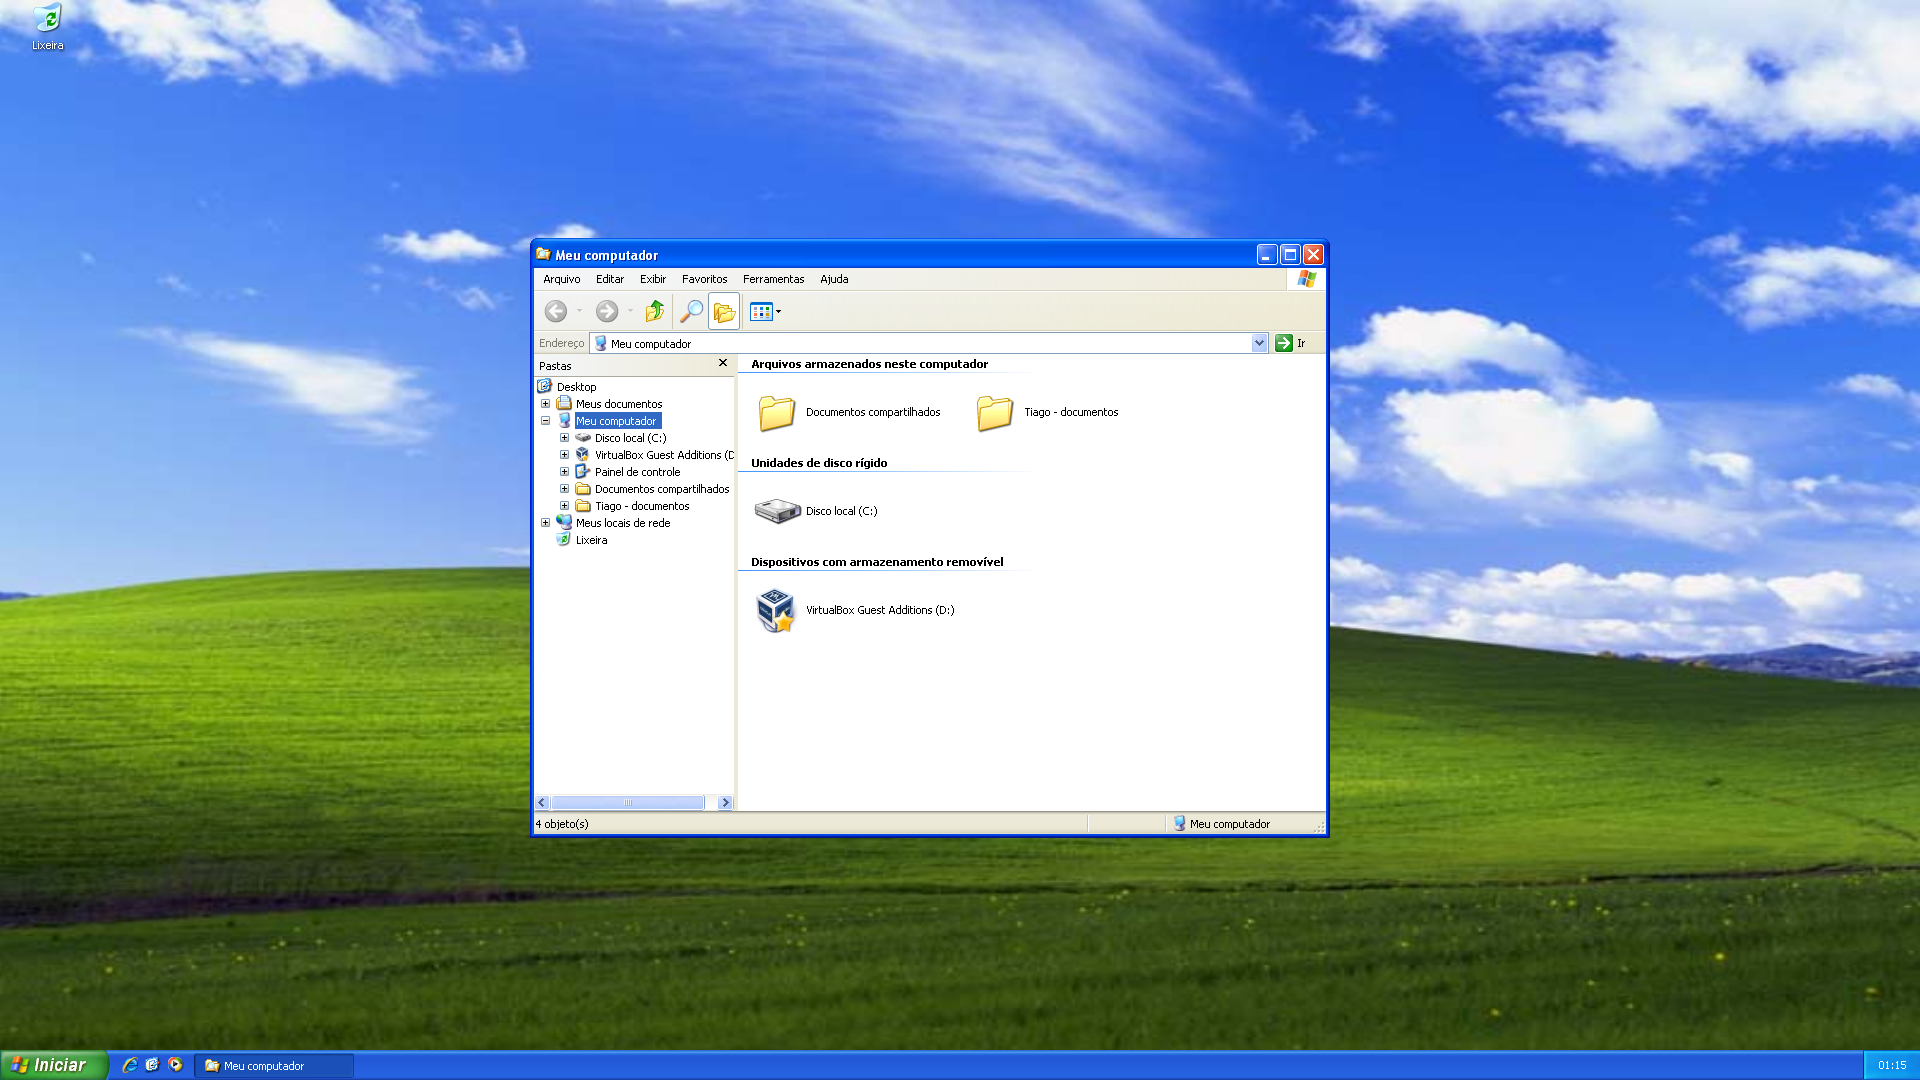 Lixeira
Meu computador
Arquivo Editar Exibir Favoritos Ferramentas Ajuda
Endereço Meu computador Ir
Pastas
Desktop
Meus documentos
Meu computador
Disco local (C:)
VirtualBox Guest Additions (D
Painel de controle
Documentos compartilhados
Tiago - documentos
Meus locais de rede
Lixeira
Arquivos armazenados neste computador
Documentos compartilhados Tiago - documentos
Unidades de disco rígido
Disco local (C:)
Dispositivos com armazenamento removível
VirtualBox Guest Additions (D:)
4 objeto(s) Meu computador
Iniciar Meu computador 01:15